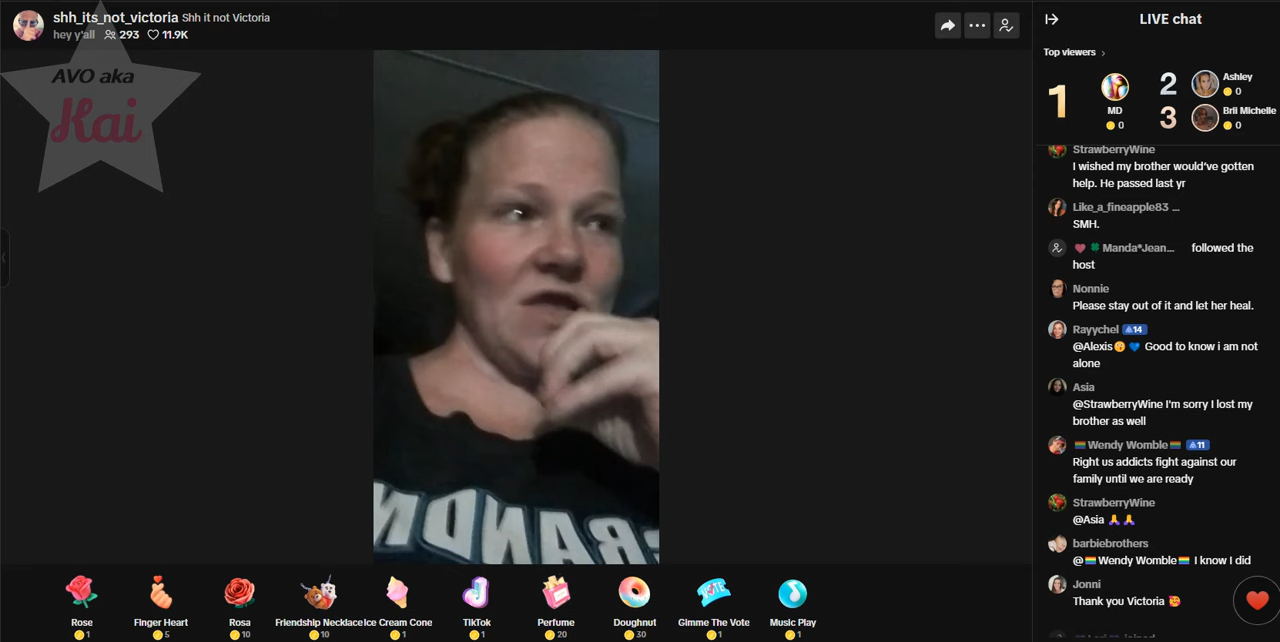 shh_its_not_victoria Shh it not Victoria
hey y'all 293 11.9K
AVO aka
Kai
BRANDN
Rose
1
Finger Heart
5
Rosa
10
Friendship Necklace
10
Ice Cream Cone
1
TikTok
1
Perfume
20
Doughnut
30
Gimme The Vote
1
VOTE
Music Play
1
LIVE chat
Top viewers
1
MD
0
2
Ashley
0
3
Brii Michelle
0
StrawberryWine
I wished my brother would've gotten
help. He passed last yr
Like_a_fineapple83 ...
SMH.
❤️ 🍀 Manda*Jean... followed the
host
Nonnie
Please stay out of it and let her heal.
Rayychel 14
@Alexis😗 💙 Good to know i am not
alone
Asia
@StrawberryWine I'm sorry I lost my
brother as well
🏳️‍🌈Wendy Womble🏳️‍🌈 11
Right us addicts fight against our
family until we are ready
StrawberryWine
@Asia 🙏 🙏
barbiebrothers
@🏳️‍🌈Wendy Womble🏳️‍🌈 I know I did
Jonni
Thank you Victoria 🥰
joined